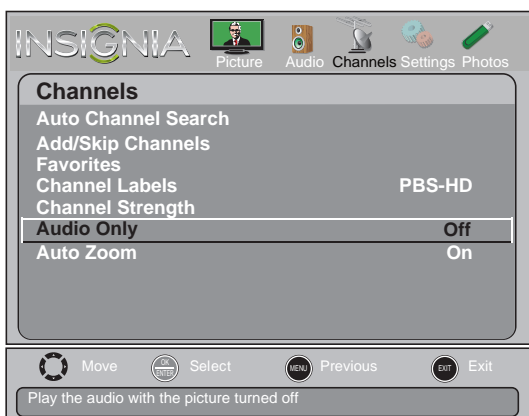 INSIGNIA
Picture Audio Channels Settings Photos
Channels
Auto Channel Search
Add/Skip Channels
Favorites
Channel Labels PBS-HD
Channel Strength
Audio Only Off
Auto Zoom On
Move OK ENTER Select MENU Previous EXIT Exit
Play the audio with the picture turned off